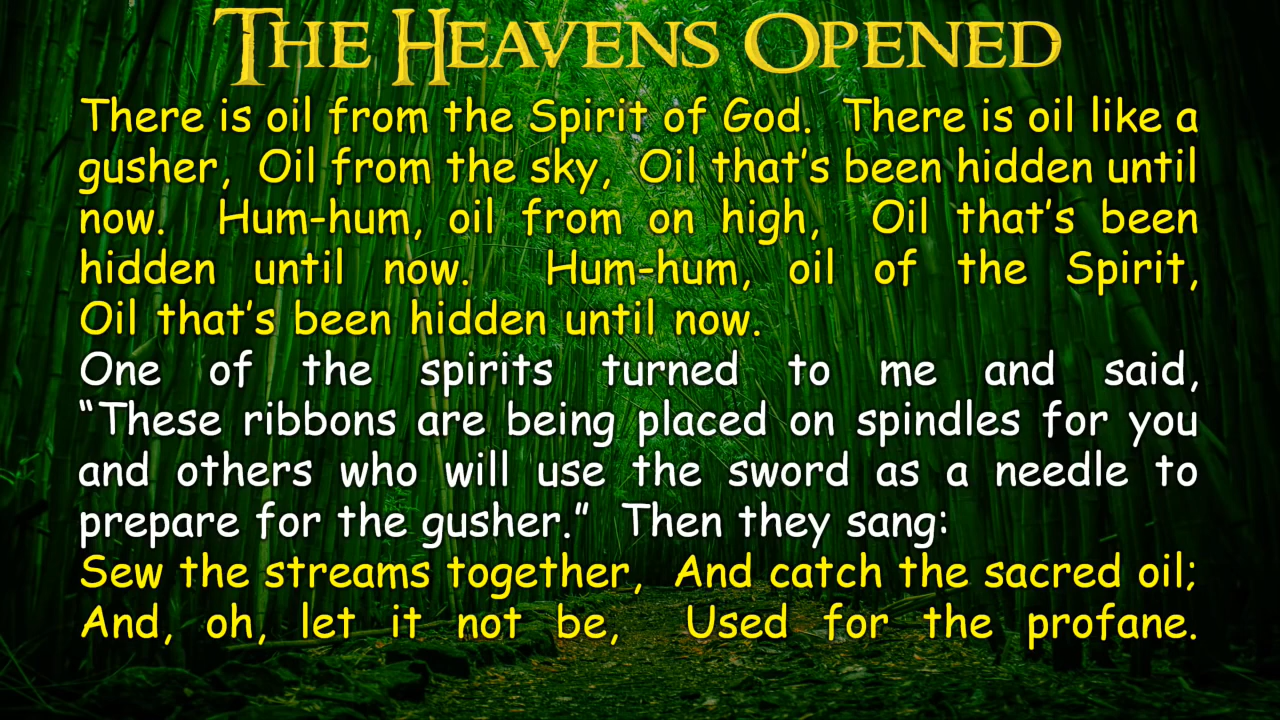 THE HEAVENS OPENED
There is oil from the Spirit of God. There is oil like a
gusher, Oil from the sky, Oil that's been hidden until
now. Hum-hum, oil from on high, Oil that's been
hidden until now. Hum-hum, oil of the Spirit,
Oil that's been hidden until now.
One of the spirits turned to me and said,
“These ribbons are being placed on spindles for you
and others who will use the sword as a needle to
prepare for the gusher.” Then they sang:
Sew the streams together, And catch the sacred oil;
And, oh, let it not be, Used for the profane.